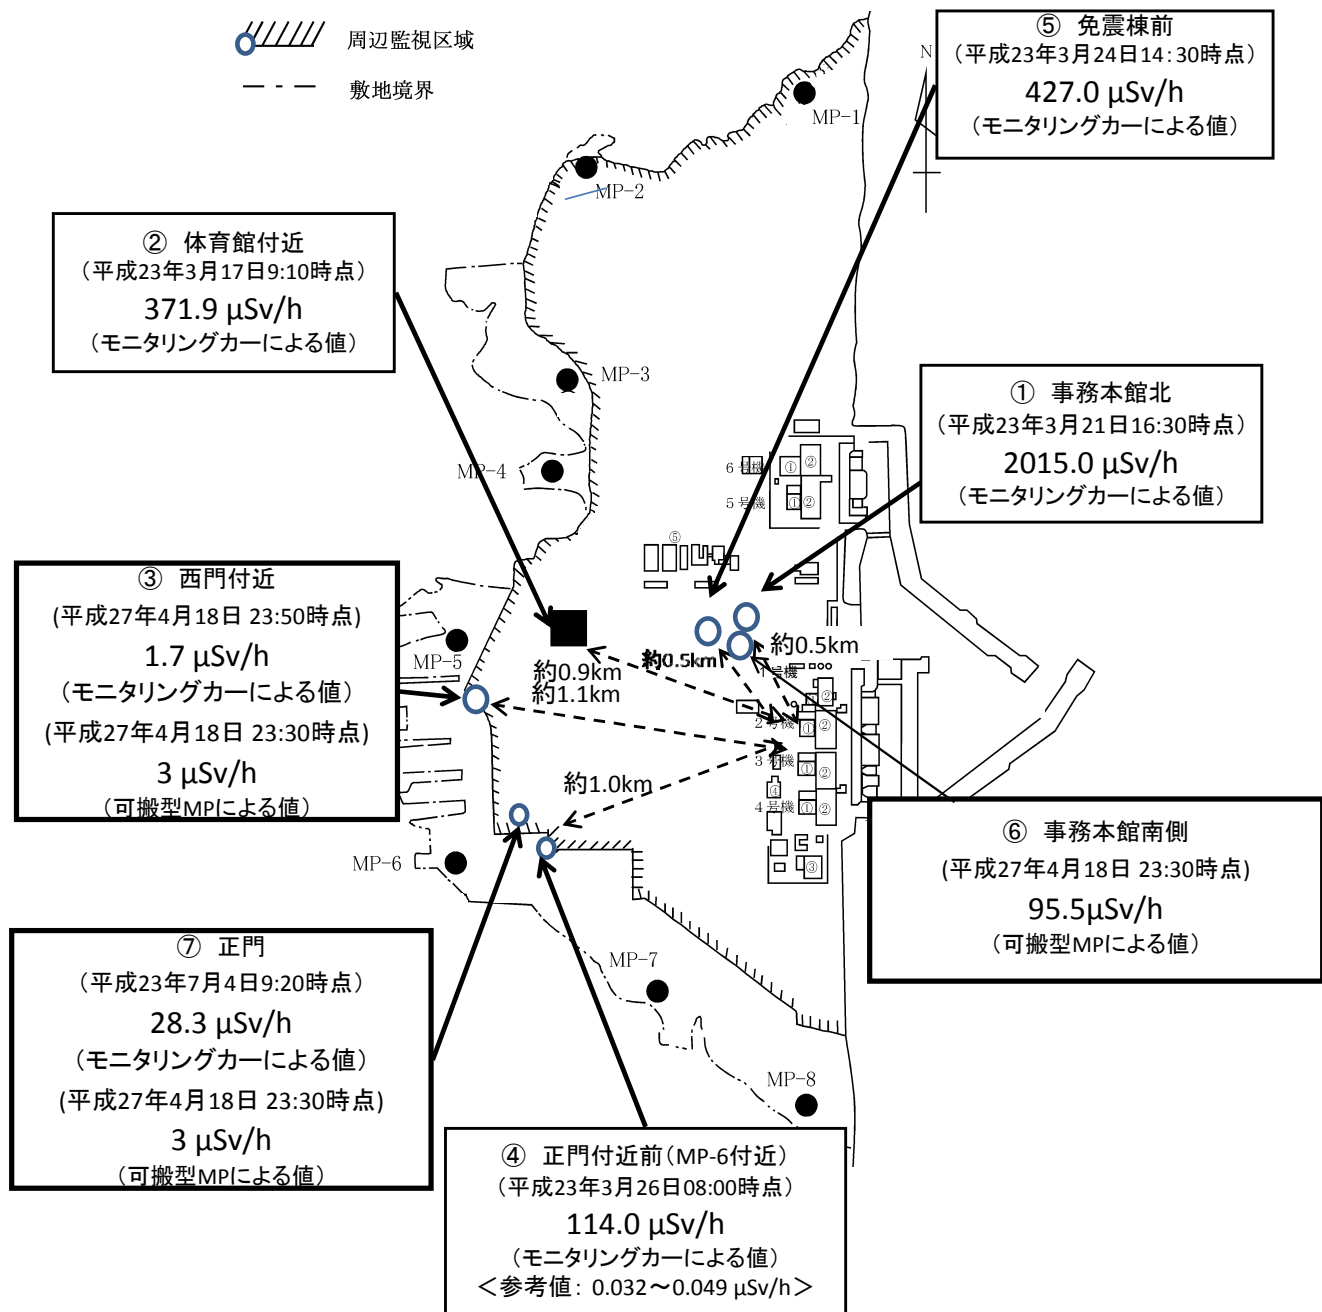 周辺監視区域
敷地境界
⑤ 免震棟前
（平成23年3月24日14:30時点）
427.0 μSv/h
（モニタリングカーによる値）
N
MP-1
MP-2
② 体育館付近
（平成23年3月17日9:10時点）
371.9 μSv/h
（モニタリングカーによる値）
MP-3
MP-4
① 事務本館北
（平成23年3月21日16:30時点）
2015.0 μSv/h
（モニタリングカーによる値）
6号機
① ②
5号機
① ②
⑤
③ 西門付近
(平成27年4月18日 23:50時点)
1.7 μSv/h
（モニタリングカーによる値）
(平成27年4月18日 23:30時点)
3 μSv/h
（可搬型MPによる値）
MP-5
約0.9km
約1.1km
約0.5km
約0.5km
1号機
②
2号機
① ②
3号機
① ②
約1.0km
④
4号機
① ②
③
MP-6
⑥ 事務本館南側
(平成27年4月18日 23:30時点)
95.5μSv/h
（可搬型MPによる値）
⑦ 正門
（平成23年7月4日9:20時点）
28.3 μSv/h
（モニタリングカーによる値）
(平成27年4月18日 23:30時点)
3 μSv/h
（可搬型MPによる値）
MP-7
MP-8
④ 正門付近前（MP-6付近）
（平成23年3月26日08:00時点）
114.0 μSv/h
（モニタリングカーによる値）
＜参考値：0.032～0.049 μSv/h＞